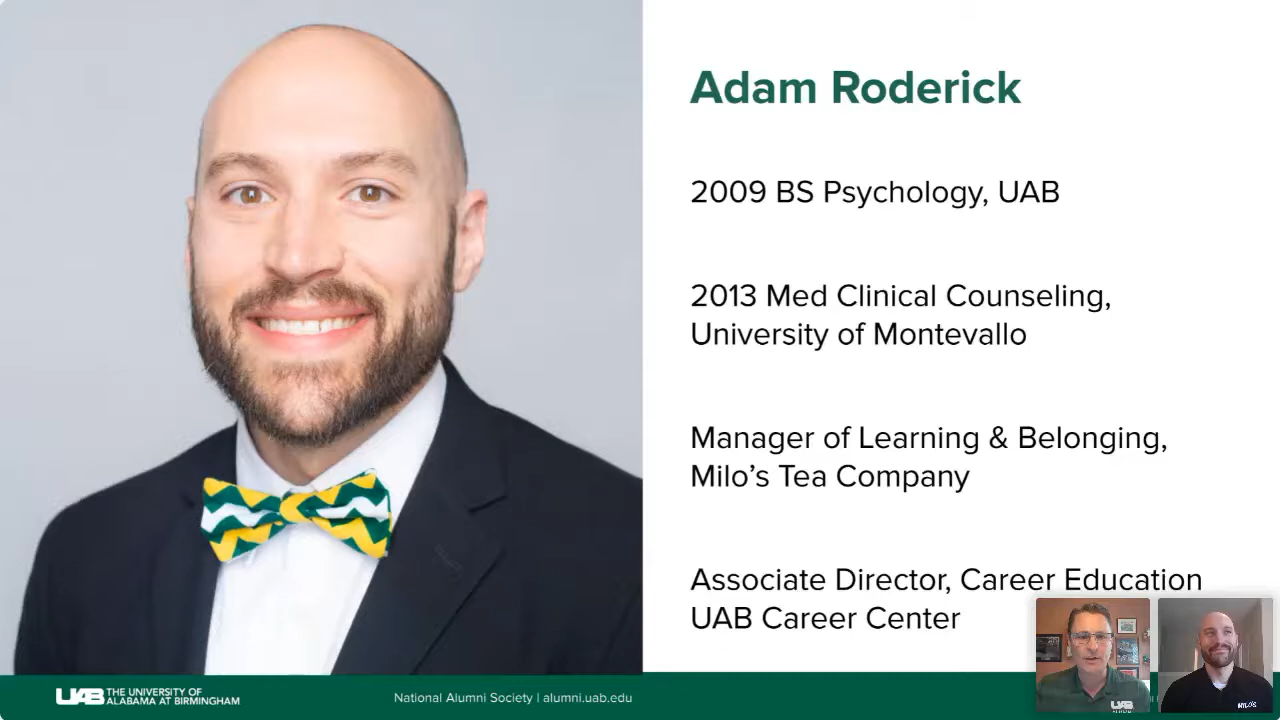 Adam Roderick
2009 BS Psychology, UAB
2013 Med Clinical Counseling,
University of Montevallo
Manager of Learning & Belonging,
Milo's Tea Company
Associate Director, Career Education
UAB Career Center
UAB THE UNIVERSITY OF
ALABAMA AT BIRMINGHAM
National Alumni Society | alumni.uab.edu
UAB
MILO'S